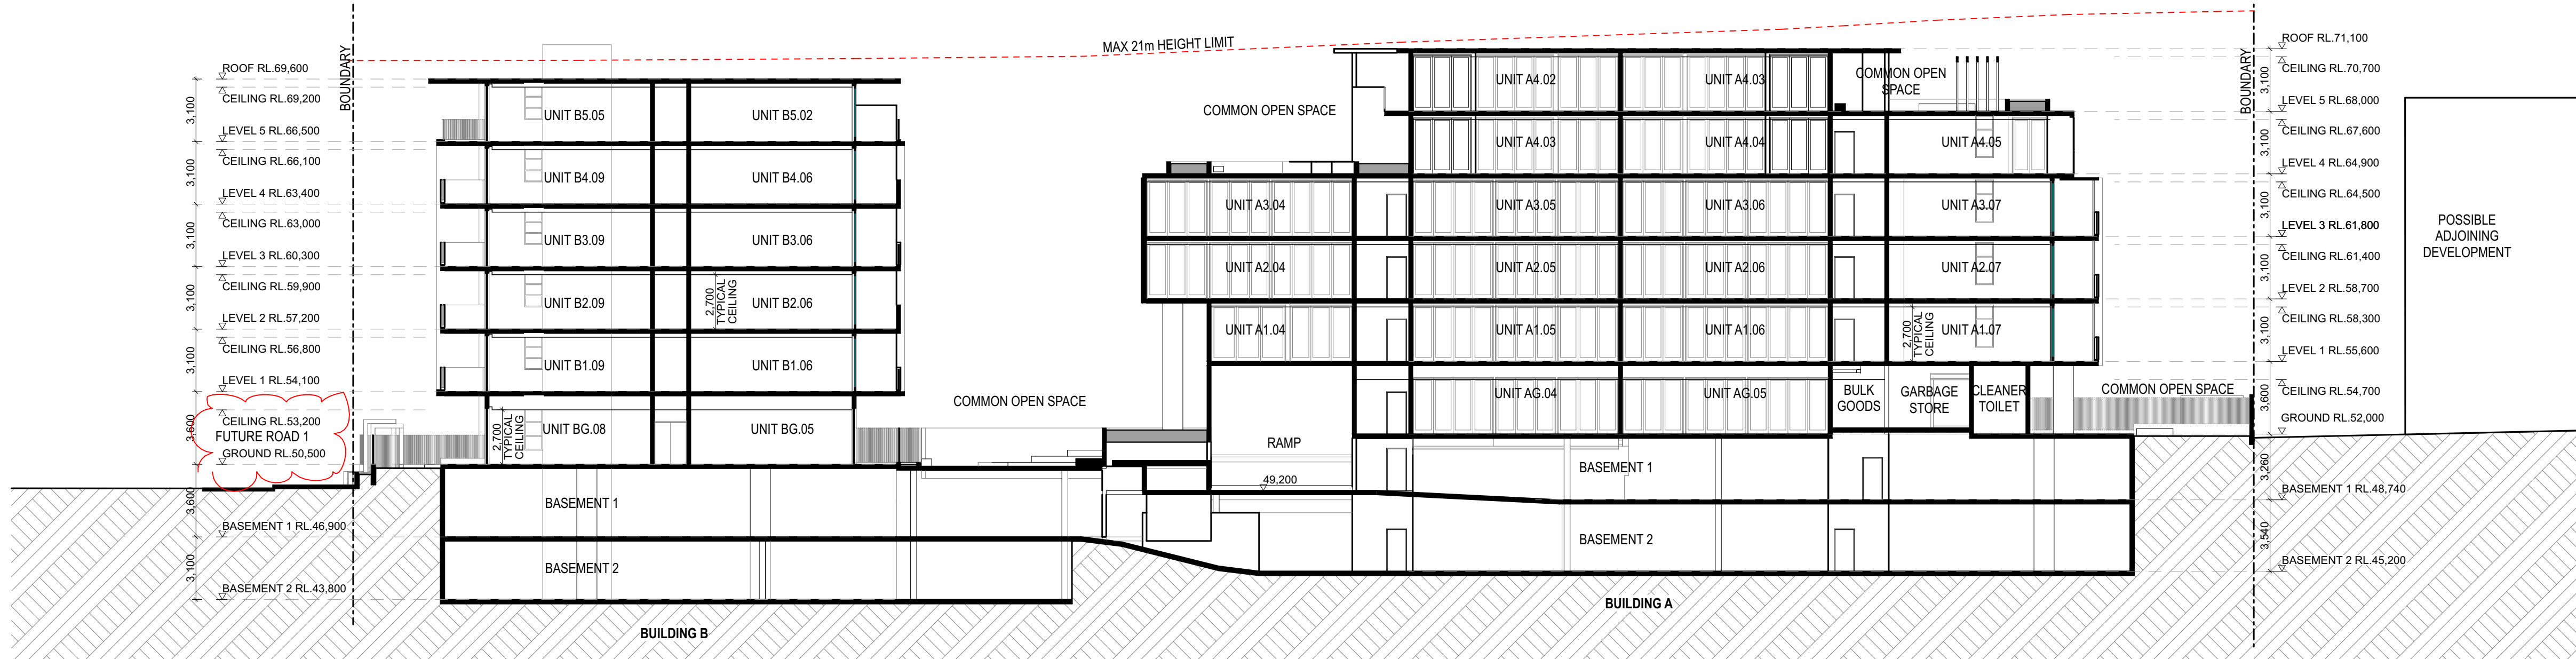 MAX 21m HEIGHT LIMIT
BOUNDARY
ROOF RL.69,600
CEILING RL.69,200
LEVEL 5 RL.66,500
CEILING RL.66,100
LEVEL 4 RL.63,400
CEILING RL.63,000
LEVEL 3 RL.60,300
CEILING RL.59,900
LEVEL 2 RL.57,200
CEILING RL.56,800
LEVEL 1 RL.54,100
CEILING RL.53,200
FUTURE ROAD 1
GROUND RL.50,500
BASEMENT 1 RL.46,900
BASEMENT 2 RL.43,800
3,100
3,100
3,100
3,100
3,100
3,600
3,600
3,100
UNIT B5.05
UNIT B5.02
UNIT B4.09
UNIT B4.06
UNIT B3.09
UNIT B3.06
UNIT B2.09
2,700
TYPICAL
CEILING
UNIT B2.06
UNIT B1.09
UNIT B1.06
2,700
TYPICAL
CEILING
UNIT BG.08
UNIT BG.05
BASEMENT 1
BASEMENT 2
BUILDING B
COMMON OPEN SPACE
COMMON OPEN SPACE
UNIT A4.02
UNIT A4.03
COMMON OPEN
SPACE
UNIT A4.03
UNIT A4.04
UNIT A4.05
UNIT A3.04
UNIT A3.05
UNIT A3.06
UNIT A3.07
UNIT A2.04
UNIT A2.05
UNIT A2.06
UNIT A2.07
UNIT A1.04
UNIT A1.05
UNIT A1.06
2,700
TYPICAL
CEILING
UNIT A1.07
UNIT AG.04
UNIT AG.05
BULK
GOODS
GARBAGE
STORE
CLEANER
TOILET
COMMON OPEN SPACE
RAMP
49,200
BASEMENT 1
BASEMENT 2
BUILDING A
BOUNDARY
3,100
3,100
3,100
3,100
3,100
3,600
3,260
3,540
ROOF RL.71,100
CEILING RL.70,700
LEVEL 5 RL.68,000
CEILING RL.67,600
LEVEL 4 RL.64,900
CEILING RL.64,500
LEVEL 3 RL.61,800
CEILING RL.61,400
LEVEL 2 RL.58,700
CEILING RL.58,300
LEVEL 1 RL.55,600
CEILING RL.54,700
GROUND RL.52,000
BASEMENT 1 RL.48,740
BASEMENT 2 RL.45,200
POSSIBLE
ADJOINING
DEVELOPMENT